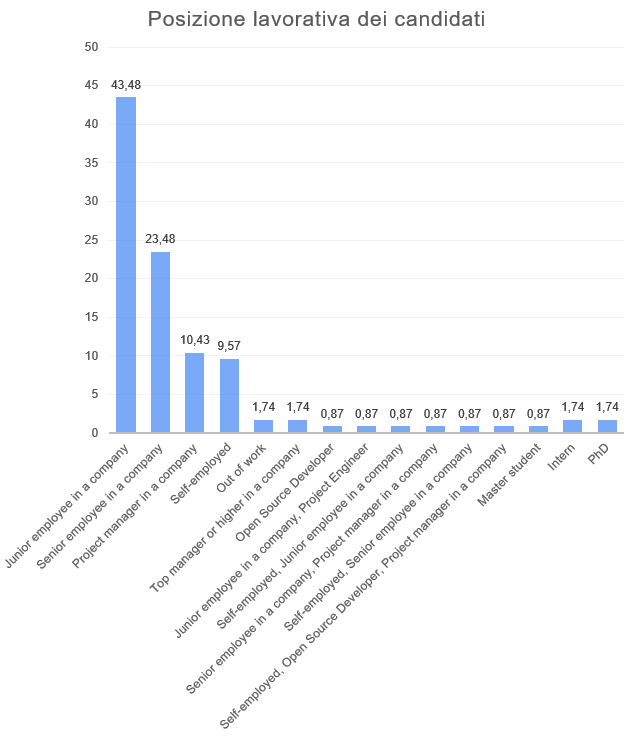 Posizione lavorativa dei candidati
50
45
40
35
30
25
20
15
10
5
0
43,48
23,48
10,43
9,57
1,74
1,74
0,87
0,87
0,87
0,87
0,87
0,87
0,87
1,74
1,74
Junior employee in a company
Senior employee in a company
Project manager in a company
Self-employed
Out of work
Top manager or higher in a company
Open Source Developer
Junior employee in a company, Project Engineer
Self-employed, Junior employee in a company
Senior employee in a company, Project manager in a company
Self-employed, Senior employee in a company
Self-employed, Open Source Developer, Project manager in a company
Master student
Intern
PhD